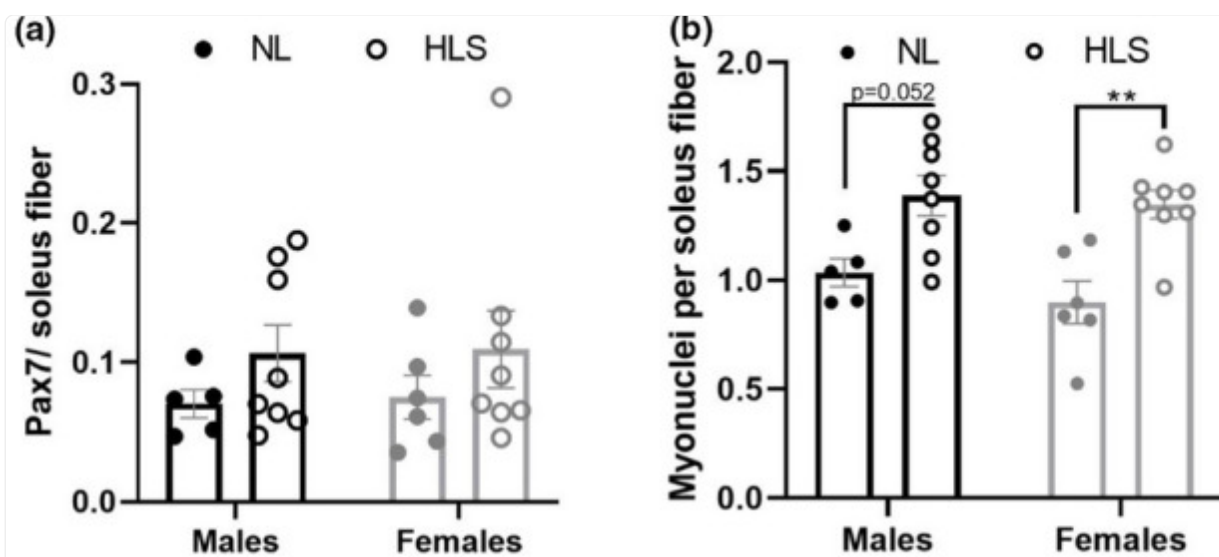 (a)
NL HLS
0.3
0.2
0.1
0.0
Pax7/ soleus fiber
Males Females
(b)
NL HLS
2.0
1.5
1.0
0.5
0.0
Myonuclei per soleus fiber
p=0.052
**
Males Females